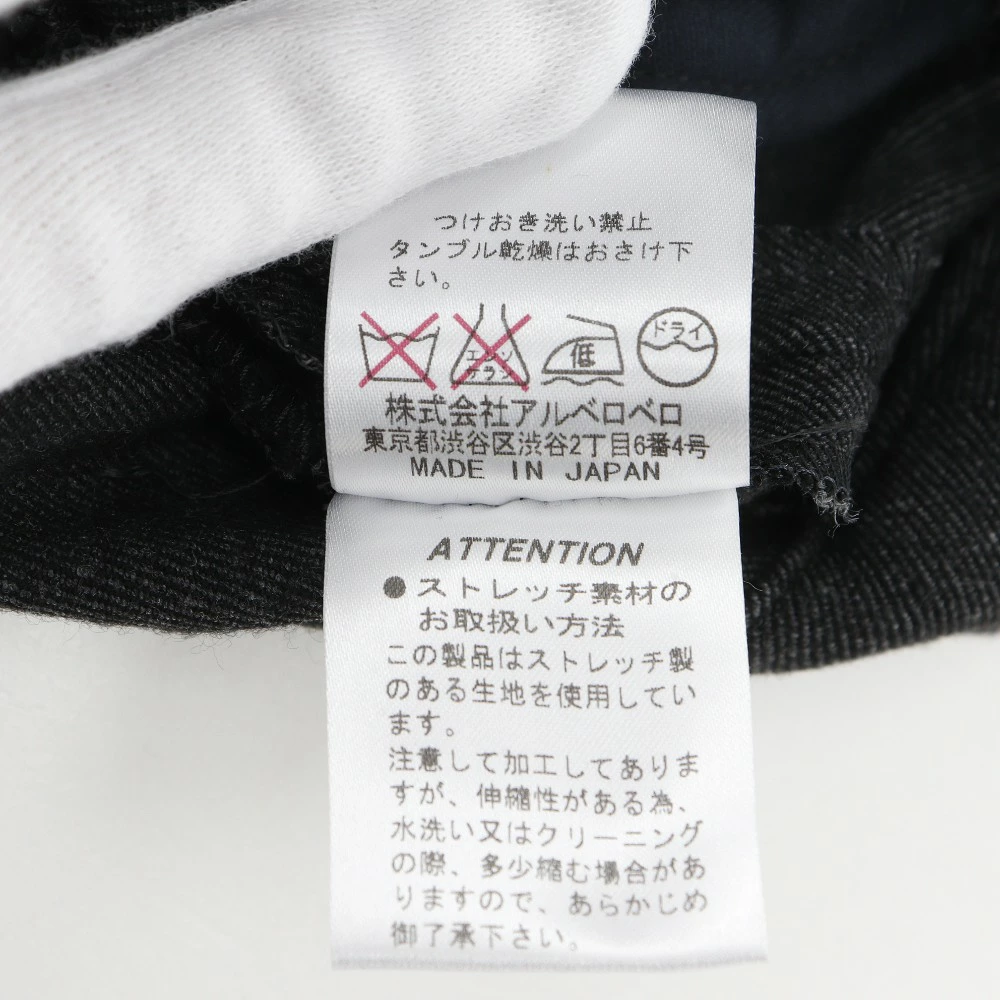 つけおき洗い禁止
タンブル乾燥はおさけ下
さい。
エンソ
サラシ
低
ドライ
株式会社アルベロベロ
東京都渋谷区渋谷2丁目6番4号
MADE IN JAPAN
ATTENTION
●ストレッチ素材の
お取扱い方法
この製品はストレッチ製
のある生地を使用してい
ます。
注意して加工してありま
すが、伸縮性がある為、
水洗い又はクリーニング
の際、多少縮む場合があ
りますので、あらかじめ
御了承下さい。